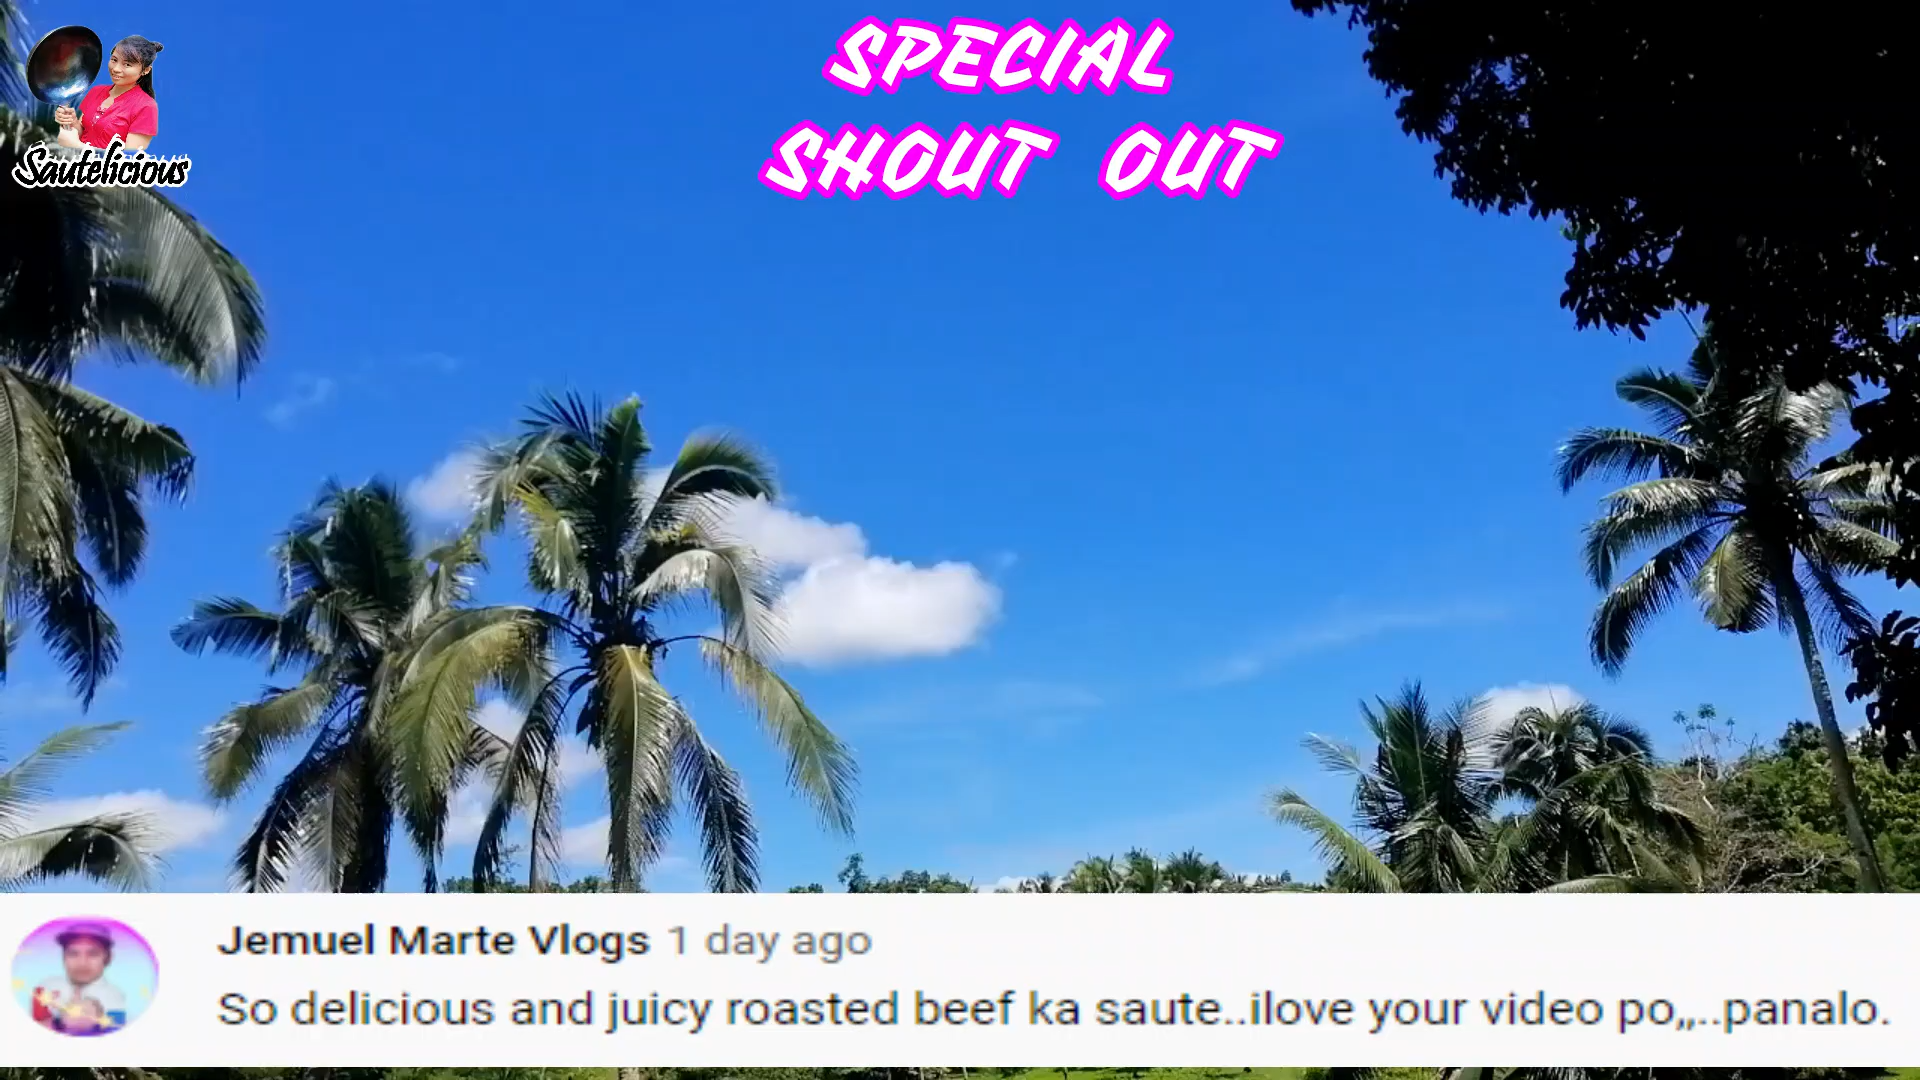 SPECIAL
SHOUT OUT
Sautelicious
Jemuel Marte Vlogs 1 day ago
So delicious and juicy roasted beef ka saute..ilove your video po,,..panalo.